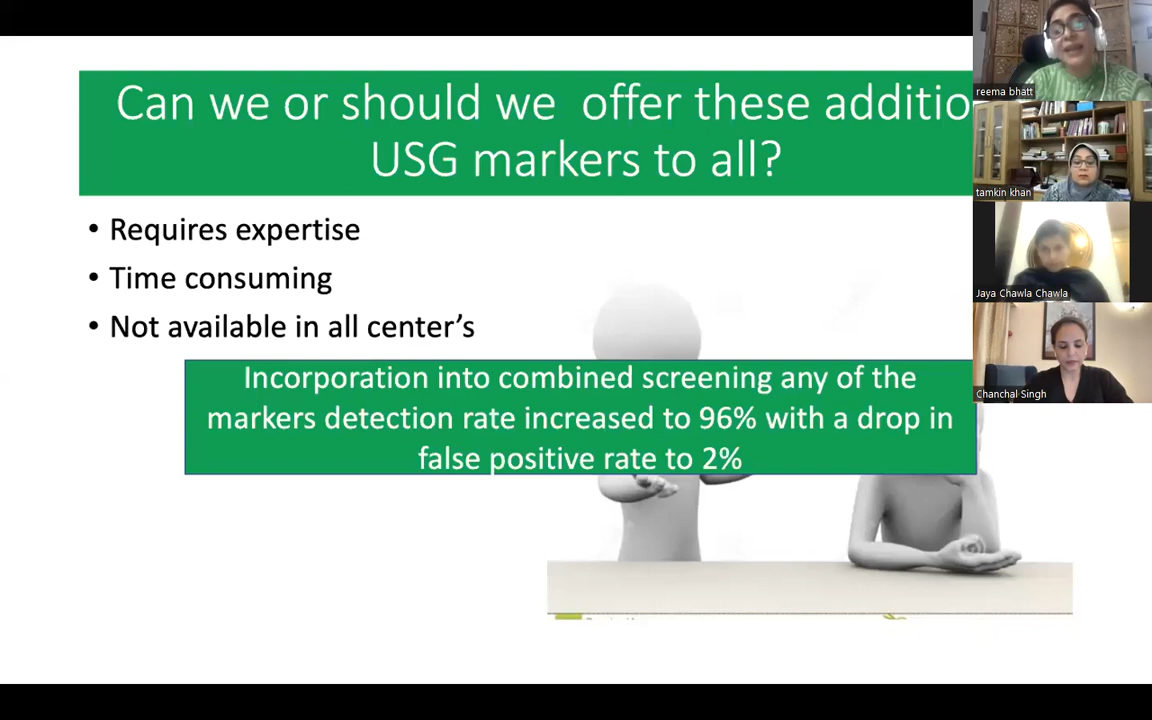 Can we or should we offer these additio
USG markers to all?
• Requires expertise
• Time consuming
• Not available in all center's
Incorporation into combined screening any of the
markers detection rate increased to 96% with a drop in
false positive rate to 2%
reema bhatt
tamkin khan
Jaya Chawla Chawla
Chanchal Singh